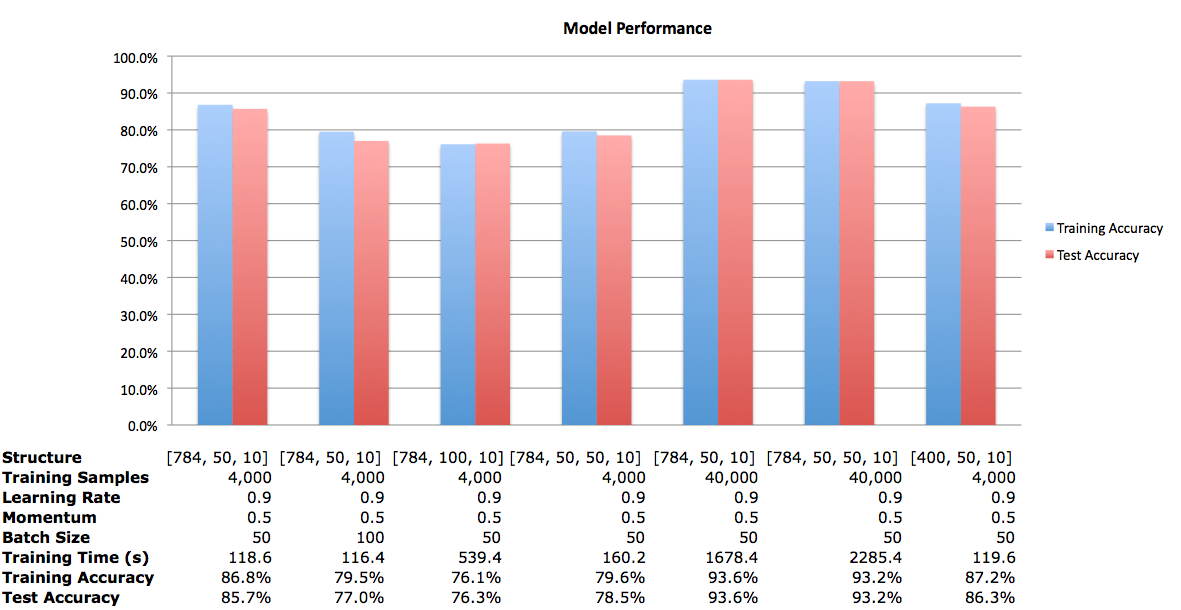 Model Performance
100.0%
90.0%
80.0%
70.0%
60.0%
50.0%
40.0%
30.0%
20.0%
10.0%
0.0%
Training Accuracy
Test Accuracy
Structure [784, 50, 10] [784, 50, 10] [784, 100, 10] [784, 50, 50, 10] [784, 50, 10] [784, 50, 50, 10] [400, 50, 10]
Training Samples 4,000 4,000 4,000 4,000 40,000 40,000 4,000
Learning Rate 0.9 0.9 0.9 0.9 0.9 0.9 0.9
Momentum 0.5 0.5 0.5 0.5 0.5 0.5 0.5
Batch Size 50 100 50 50 50 50 50
Training Time (s) 118.6 116.4 539.4 160.2 1678.4 2285.4 119.6
Training Accuracy 86.8% 79.5% 76.1% 79.6% 93.6% 93.2% 87.2%
Test Accuracy 85.7% 77.0% 76.3% 78.5% 93.6% 93.2% 86.3%